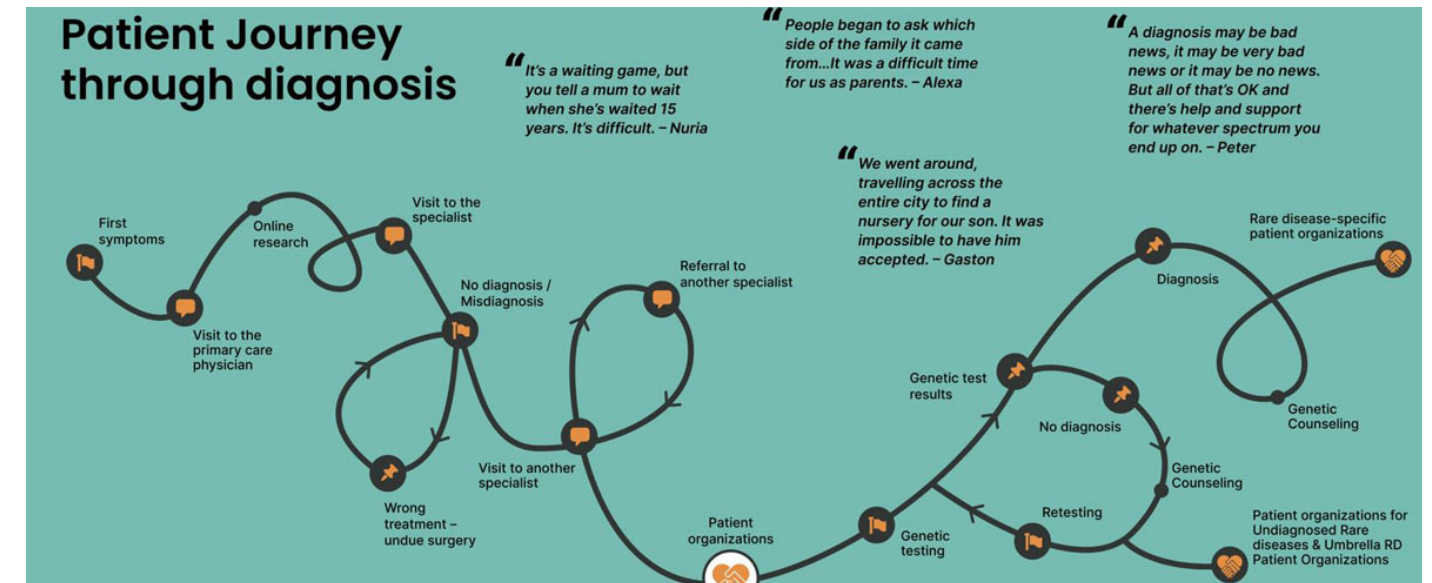 Patient Journey
through diagnosis
“It’s a waiting game, but
you tell a mum to wait
when she’s waited 15
years. It’s difficult. – Nuria
“People began to ask which
side of the family it came
from...It was a difficult time
for us as parents. – Alexa
“A diagnosis may be bad
news, it may be very bad
news or it may be no news.
But all of that’s OK and
there’s help and support
for whatever spectrum you
end up on. – Peter
“We went around,
travelling across the
entire city to find a
nursery for our son. It was
impossible to have him
accepted. – Gaston
First
symptoms
Visit to the
primary care
physician
Online
research
Visit to the
specialist
No diagnosis /
Misdiagnosis
Wrong
treatment –
undue surgery
Visit to another
specialist
Referral to
another specialist
Patient
organizations
Genetic
testing
Genetic test
results
No diagnosis
Genetic
Counseling
Retesting
Patient organizations for
Undiagnosed Rare
diseases & Umbrella RD
Patient Organizations
Diagnosis
Genetic
Counseling
Rare disease-specific
patient organizations